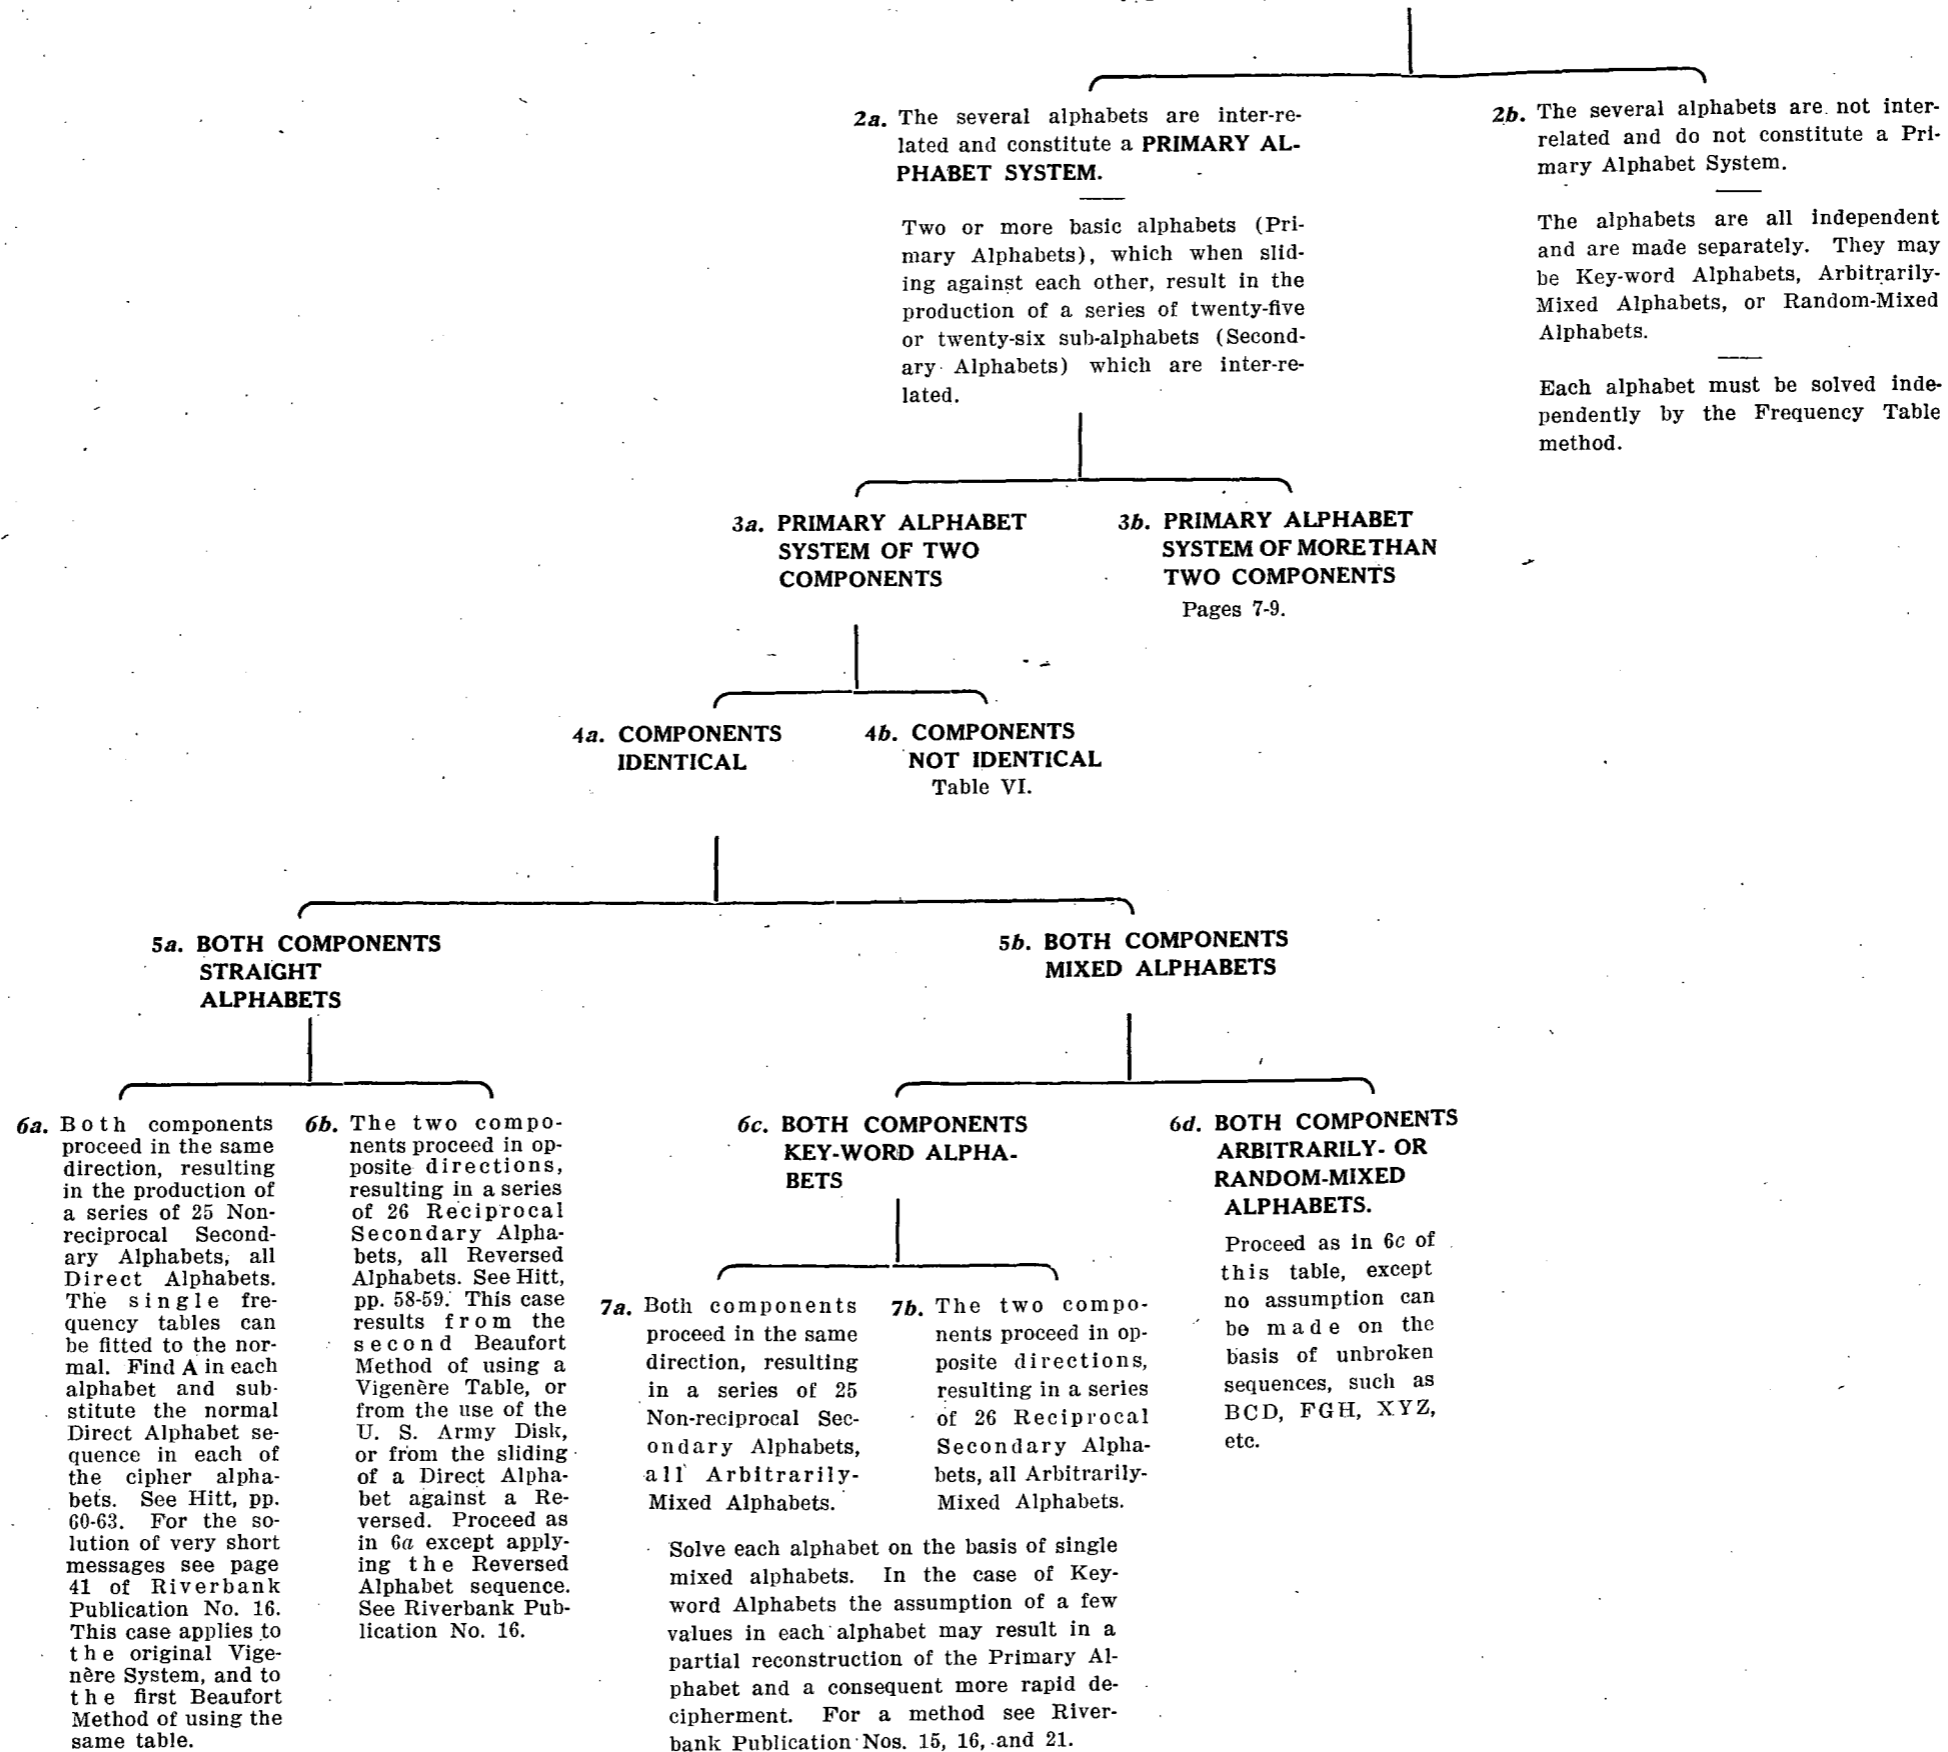 2a. The several alphabets are inter-re-
lated and constitute a PRIMARY AL-
PHABET SYSTEM.
Two or more basic alphabets (Pri-
mary Alphabets), which when slid-
ing against each other, result in the
production of a series of twenty-five
or twenty-six sub-alphabets (Second-
ary Alphabets) which are inter-re-
lated.
2b. The several alphabets are not inter-
related and do not constitute a Pri-
mary Alphabet System.
The alphabets are all independent
and are made separately. They may
be Key-word Alphabets, Arbitrarily-
Mixed Alphabets, or Random-Mixed
Alphabets.
Each alphabet must be solved inde-
pendently by the Frequency Table
method.
3a. PRIMARY ALPHABET
SYSTEM OF TWO
COMPONENTS
3b. PRIMARY ALPHABET
SYSTEM OF MORE THAN
TWO COMPONENTS
Pages 7-9.
4a. COMPONENTS
IDENTICAL
4b. COMPONENTS
NOT IDENTICAL
Table VI.
5a. BOTH COMPONENTS
STRAIGHT
ALPHABETS
5b. BOTH COMPONENTS
MIXED ALPHABETS
6a. Both components
proceed in the same
direction, resulting
in the production of
a series of 25 Non-
reciprocal Second-
ary Alphabets, all
Direct Alphabets.
The single fre-
quency tables can
be fitted to the nor-
mal. Find A in each
alphabet and sub-
stitute the normal
Direct Alphabet se-
quence in each of
the cipher alpha-
bets. See Hitt, pp.
60-63. For the so-
lution of very short
messages see page
41 of Riverbank
Publication No. 16.
This case applies to
the original Vige-
nère System, and to
the first Beaufort
Method of using the
same table.
6b. The two compo-
nents proceed in op-
posite directions,
resulting in a series
of 26 Reciprocal
Secondary Alpha-
bets, all Reversed
Alphabets. See Hitt,
pp. 58-59. This case
results from the
second Beaufort
Method of using a
Vigenère Table, or
from the use of the
U. S. Army Disk,
or from the sliding
of a Direct Alpha-
bet against a Re-
versed. Proceed as
in 6a except apply-
ing the Reversed
Alphabet sequence.
See Riverbank Pub-
lication No. 16.
6c. BOTH COMPONENTS
KEY-WORD ALPHA-
BETS
6d. BOTH COMPONENTS
ARBITRARILY- OR
RANDOM-MIXED
ALPHABETS.
Proceed as in 6c of
this table, except
no assumption can
be made on the
basis of unbroken
sequences, such as
BCD, FGH, XYZ,
etc.
7a. Both components
proceed in the same
direction, resulting
in a series of 25
Non-reciprocal Sec-
ondary Alphabets,
all Arbitrarily-
Mixed Alphabets.
7b. The two compo-
nents proceed in op-
posite directions,
resulting in a series
of 26 Reciprocal
Secondary Alpha-
bets, all Arbitrarily-
Mixed Alphabets.
Solve each alphabet on the basis of single
mixed alphabets. In the case of Key-
word Alphabets the assumption of a few
values in each alphabet may result in a
partial reconstruction of the Primary Al-
phabet and a consequent more rapid de-
cipherment. For a method see River-
bank Publication Nos. 15, 16, and 21.